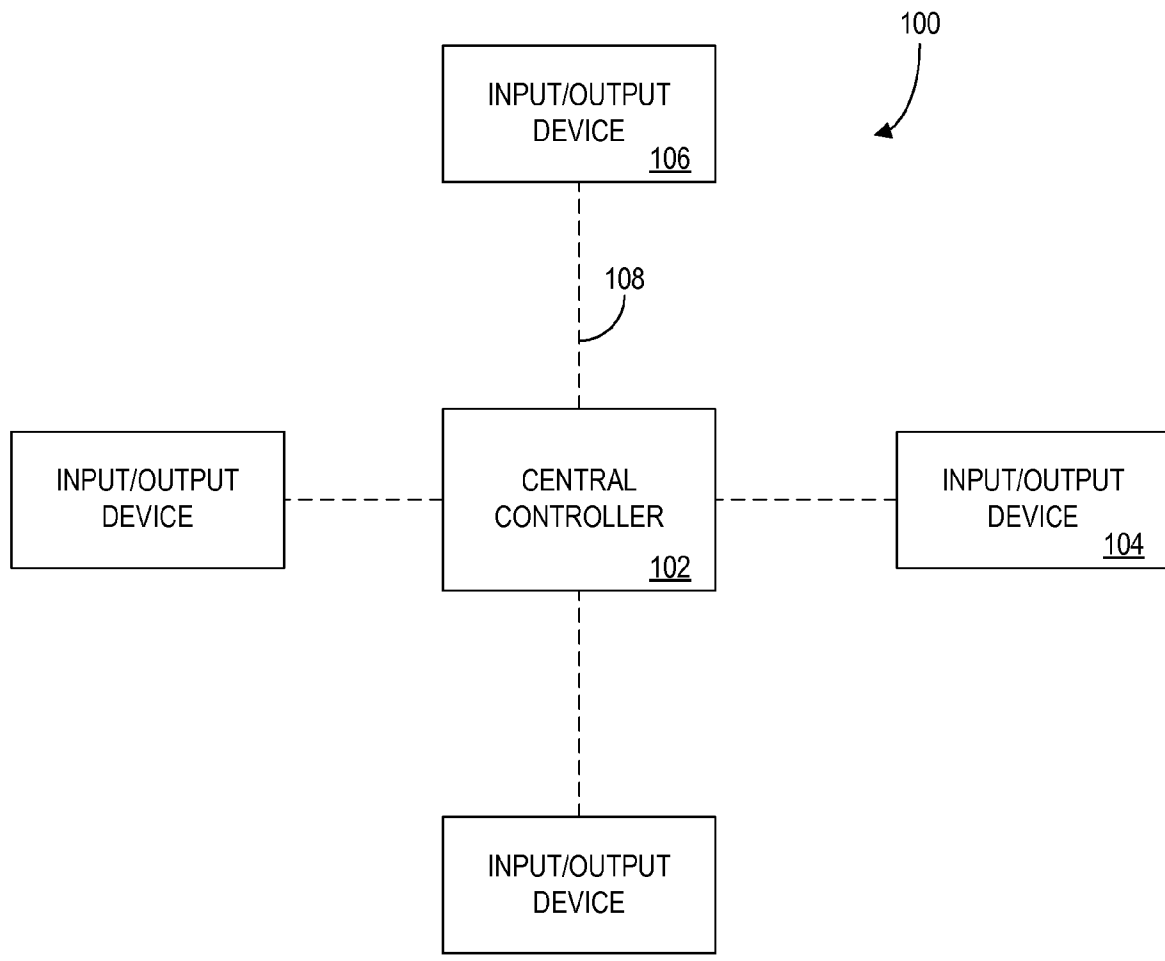 100
INPUT/OUTPUT
DEVICE
106
108
INPUT/OUTPUT
DEVICE
CENTRAL
CONTROLLER
102
INPUT/OUTPUT
DEVICE
104
INPUT/OUTPUT
DEVICE